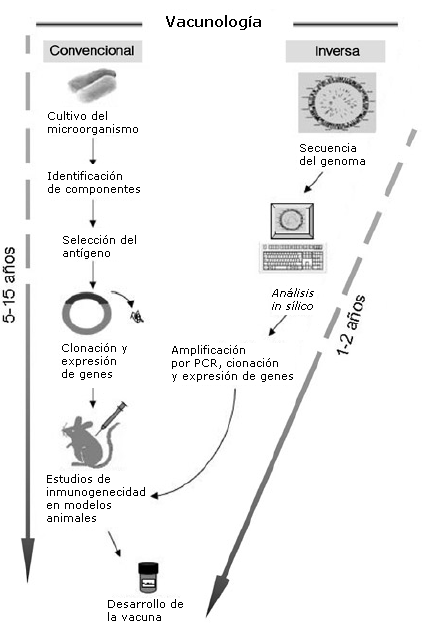 Vacunología
Convencional
Inversa
Cultivo del
microorganismo
Identificación
de componentes
Selección del
antígeno
Clonación y
expresión
de genes
Estudios de
inmunogenecidad
en modelos
animales
Desarrollo de
la vacuna
5-15 años
Secuencia
del genoma
Análisis
in silico
Amplificación
por PCR, clonación
y expresión de genes
1-2 años